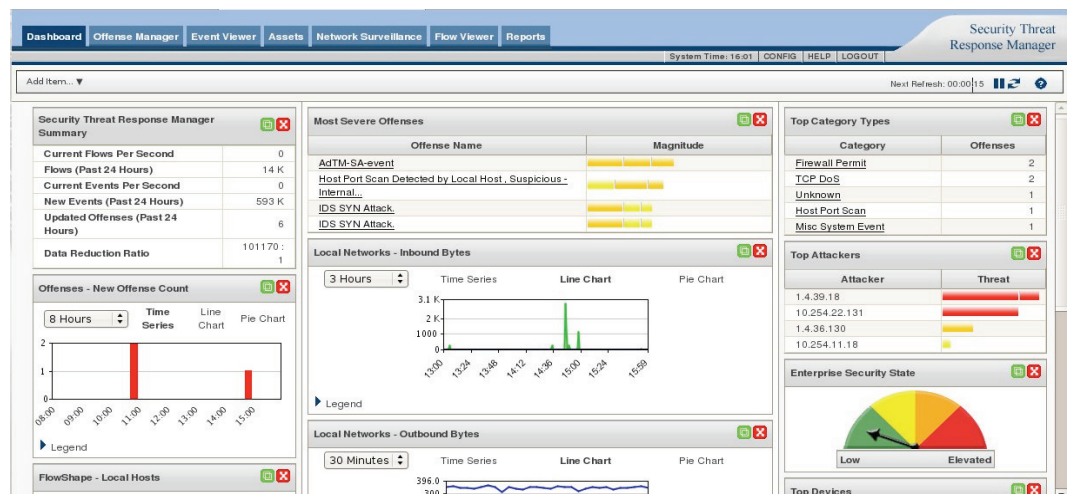 Dashboard Offense Manager Event Viewer Assets Network Surveillance Flow Viewer Reports
Security Threat
Response Manager
System Time: 16:01 CONFIG HELP LOGOUT
Add Item... ▼
Next Refresh: 00:00:15
Security Threat Response Manager
Summary
Current Flows Per Second 0
Flows (Past 24 Hours) 14 K
Current Events Per Second 0
New Events (Past 24 Hours) 593 K
Updated Offenses (Past 24
Hours) 6
Data Reduction Ratio 101170 :
1
Offenses - New Offense Count
8 Hours
Time
Series
Line
Chart
Pie Chart
2
1
0
08:00 09:00 10:00 11:00 12:00 13:00 14:00 15:00
Legend
FlowShape - Local Hosts
Most Severe Offenses
Offense Name Magnitude
AdTM-SA-event
Host Port Scan Detected by Local Host , Suspicious -
Internal...
IDS SYN Attack.
IDS SYN Attack.
Local Networks - Inbound Bytes
3 Hours Time Series Line Chart Pie Chart
3.1 K
2 K
1000
0
13:00 13:24 13:48 14:12 14:36 15:00 15:24 15:59
Legend
Local Networks - Outbound Bytes
30 Minutes Time Series Line Chart Pie Chart
396.0
300
Top Category Types
Category Offenses
Firewall Permit 2
TCP DoS 2
Unknown 1
Host Port Scan 1
Misc System Event 1
Top Attackers
Attacker Threat
1.4.39.18
10.254.22.131
1.4.36.130
10.254.11.18
Enterprise Security State
Low Elevated
Top Devices